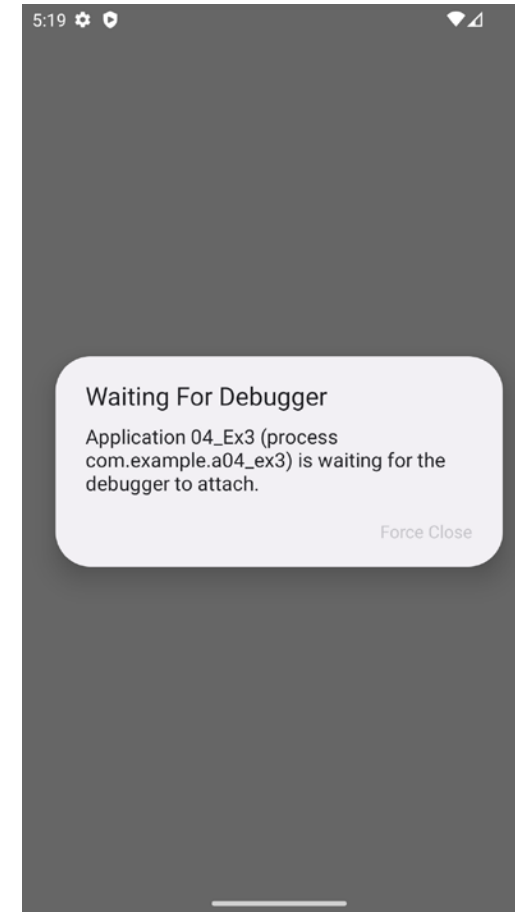 5:19
Waiting For Debugger
Application 04_Ex3 (process
com.example.a04_ex3) is waiting for the
debugger to attach.
Force Close